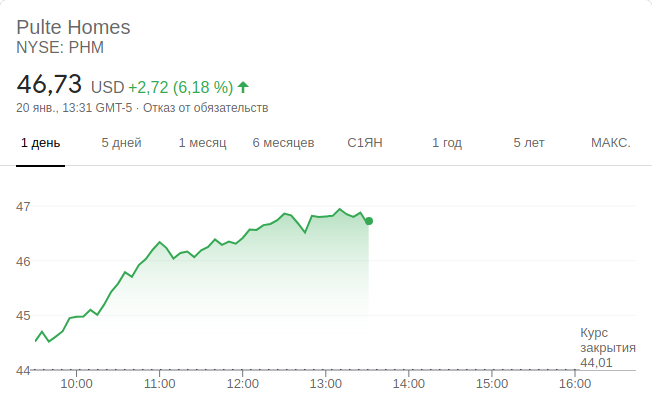 Pulte Homes
NYSE: PHM
46,73 USD +2,72 (6,18 %)
20 янв., 13:31 GMT-5 · Отказ от обязательств
1 день 5 дней 1 месяц 6 месяцев С1ЯН 1 год 5 лет МАКС.
47
46
45
44
Курс
закрытия
44,01
10:00 11:00 12:00 13:00 14:00 15:00 16:00